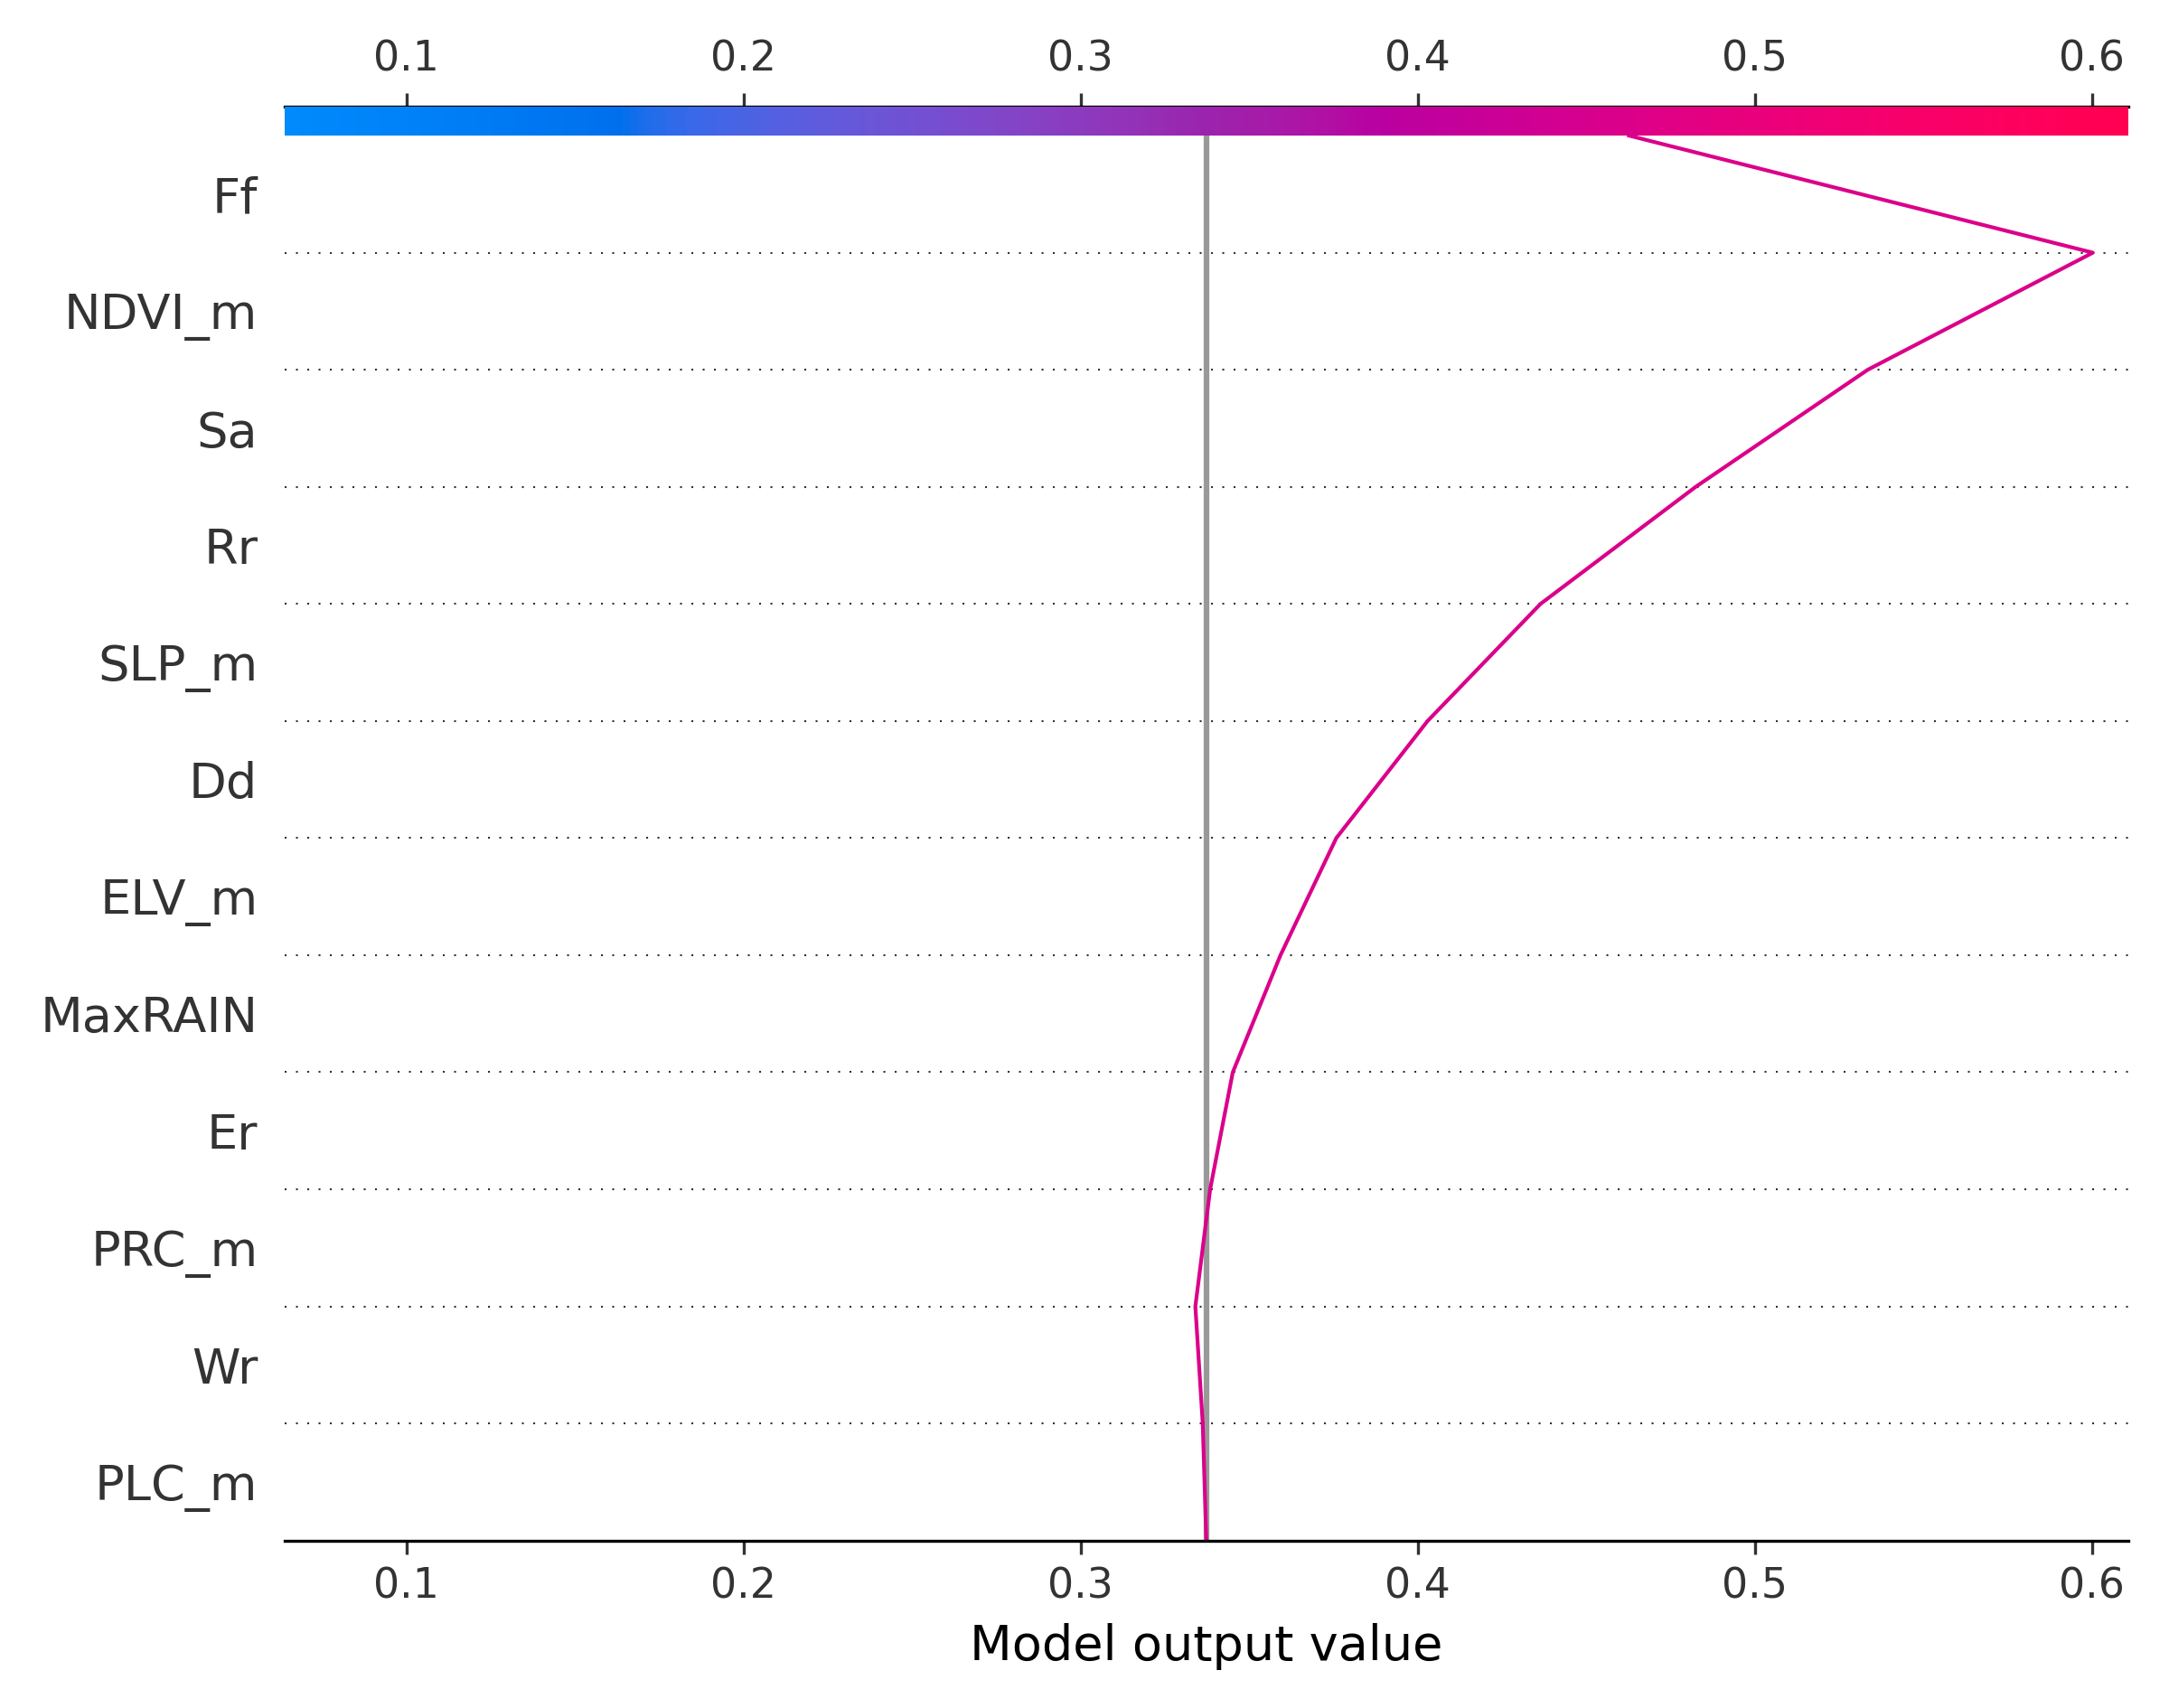 0.1 0.2 0.3 0.4 0.5 0.6
Ff
NDVI_m
Sa
Rr
SLP_m
Dd
ELV_m
MaxRAIN
Er
PRC_m
Wr
PLC_m
0.1 0.2 0.3 0.4 0.5 0.6
Model output value